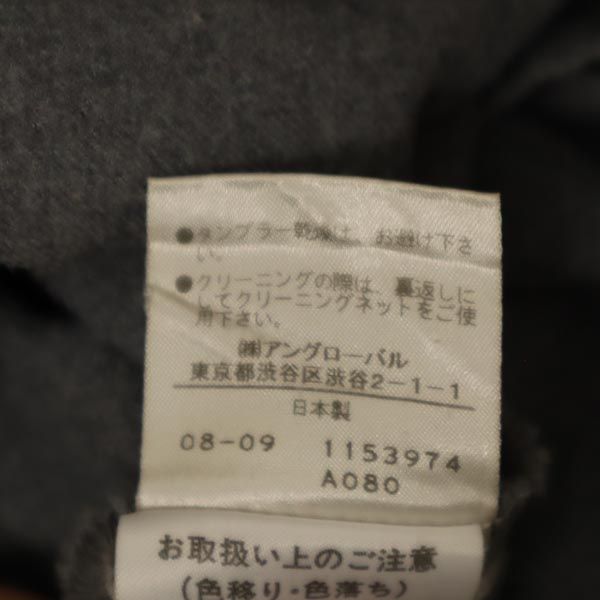 ●タンブラー乾燥は、お避け下さ
い。
●クリーニングの際は、裏返しに
してクリーニングネットをご使
用下さい。
㈱アングローバル
東京都渋谷区渋谷2-1-1
日本製
08-09 1153974
A080
お取扱い上のご注意
(色移り・色落ち)